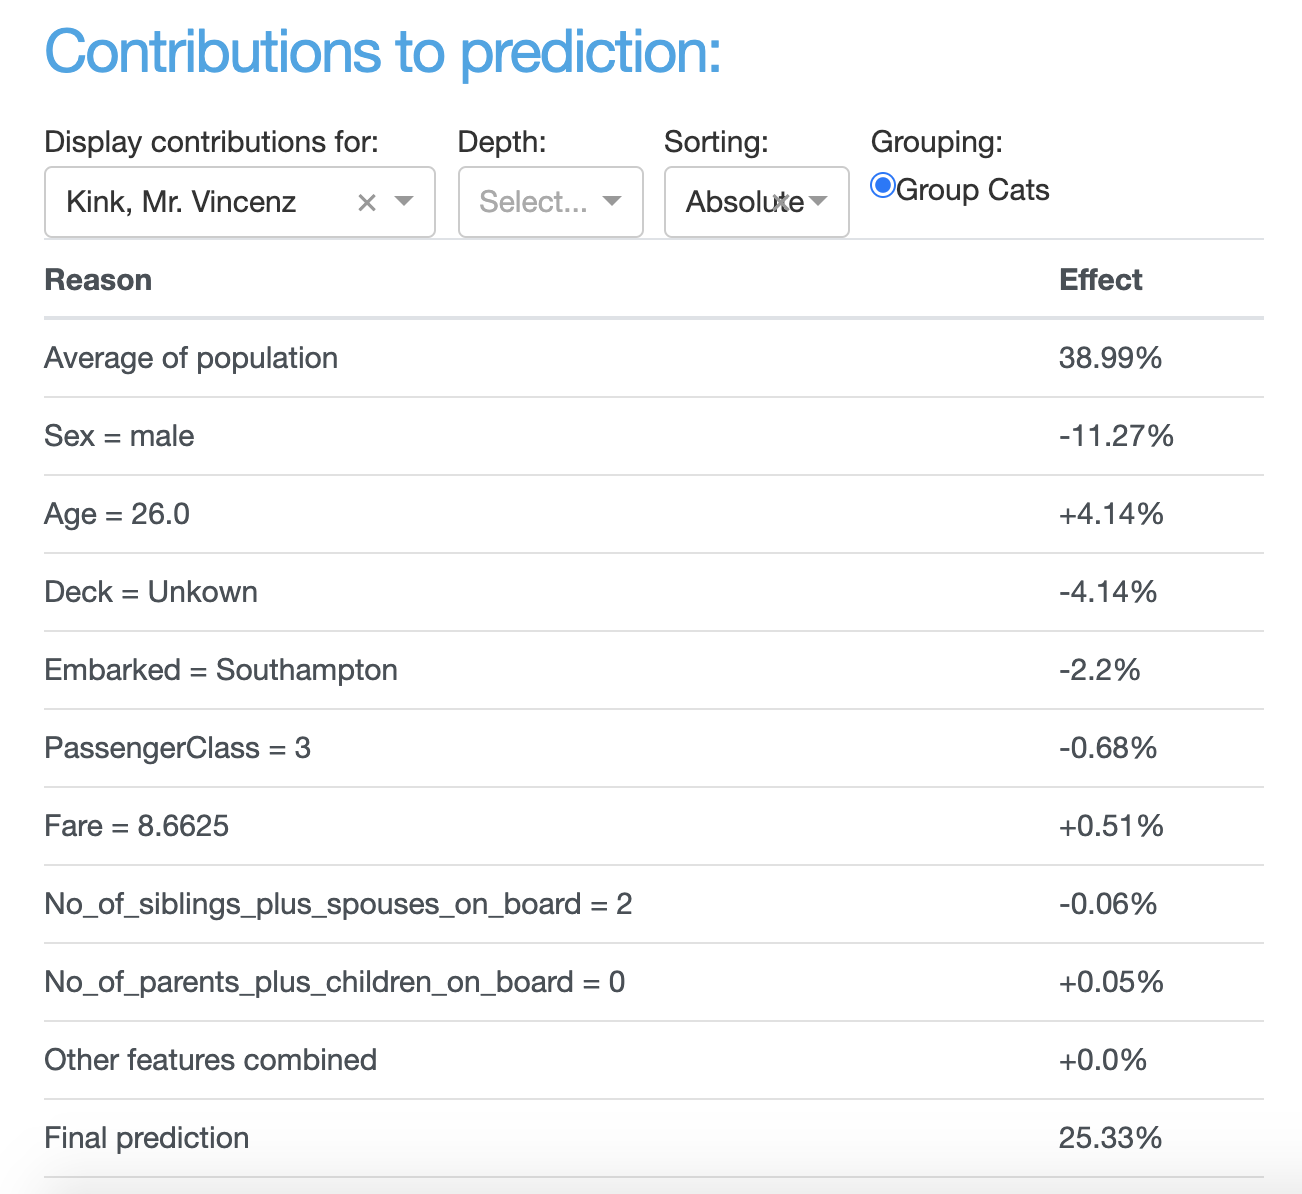 Contributions to prediction:
Display contributions for: Depth: Sorting: Grouping:
Kink, Mr. Vincenz × Select... Absolute × Group Cats
Reason Effect
Average of population 38.99%
Sex = male -11.27%
Age = 26.0 +4.14%
Deck = Unkown -4.14%
Embarked = Southampton -2.2%
PassengerClass = 3 -0.68%
Fare = 8.6625 +0.51%
No_of_siblings_plus_spouses_on_board = 2 -0.06%
No_of_parents_plus_children_on_board = 0 +0.05%
Other features combined +0.0%
Final prediction 25.33%